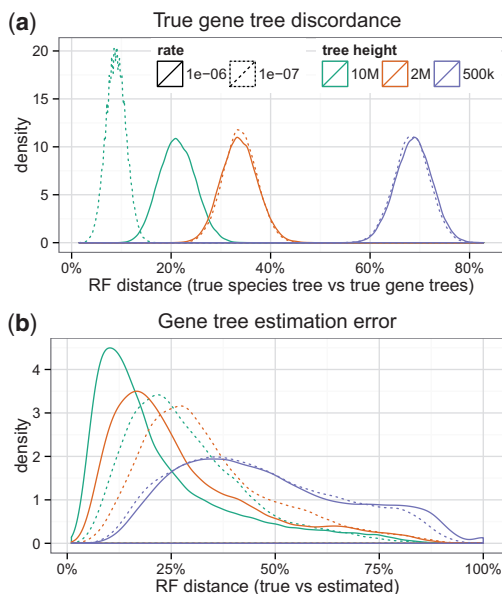 (a) True gene tree discordance
rate tree height
1e−06 1e−07 10M 2M 500k
20
15
10
5
0
density
0% 20% 40% 60% 80%
RF distance (true species tree vs true gene trees)
(b) Gene tree estimation error
4
3
2
1
0
density
0% 25% 50% 75% 100%
RF distance (true vs estimated)